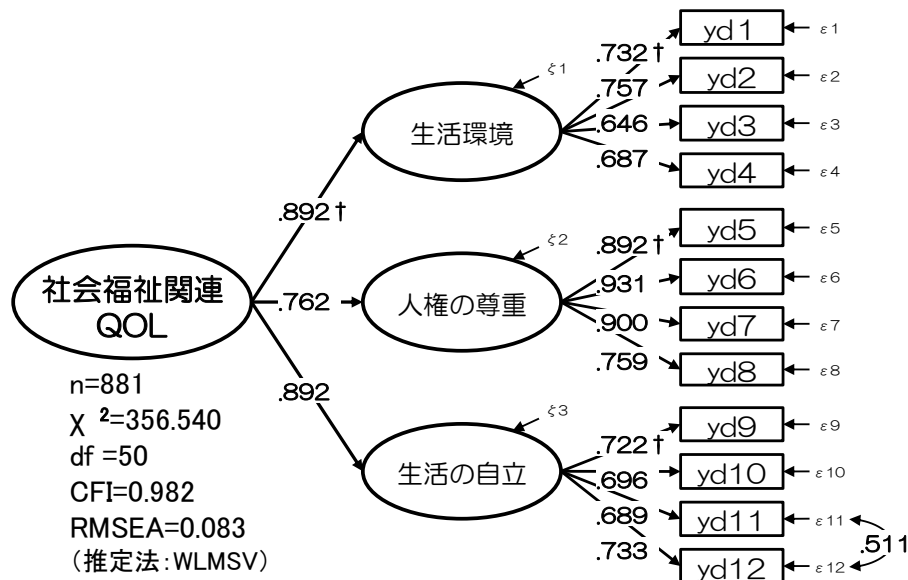 yd1
ε1
.732†
ζ1
yd2
ε2
.757
生活環境
.646
yd3
ε3
.687
yd4
ε4
.892†
yd5
ε5
.892†
ζ2
yd6
ε6
.931
社会福祉関連
QOL
.762
人権の尊重
.900
yd7
ε7
.759
yd8
ε8
.892
n=881
χ²=356.540
df =50
CFI=0.982
RMSEA=0.083
(推定法:WLMSV)
ζ3
yd9
ε9
.722†
生活の自立
.696
yd10
ε10
.689
yd11
ε11
.511
.733
yd12
ε12